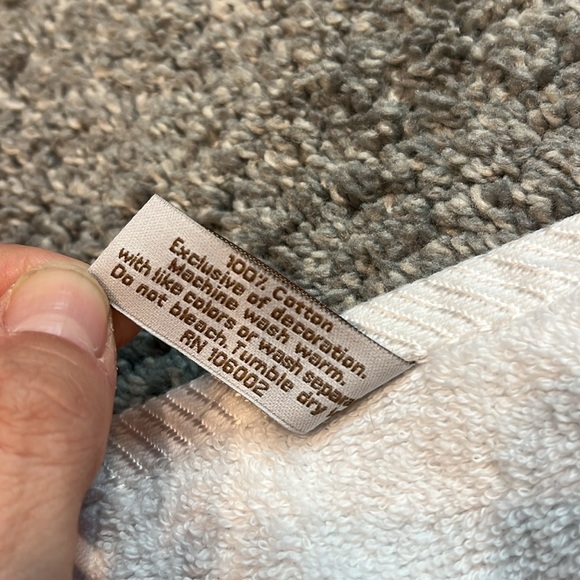 100% Cotton
Exclusive of decoration.
Machine wash warm.
with like colors or wash separa
Do not bleach. Tumble dry
RN 106002